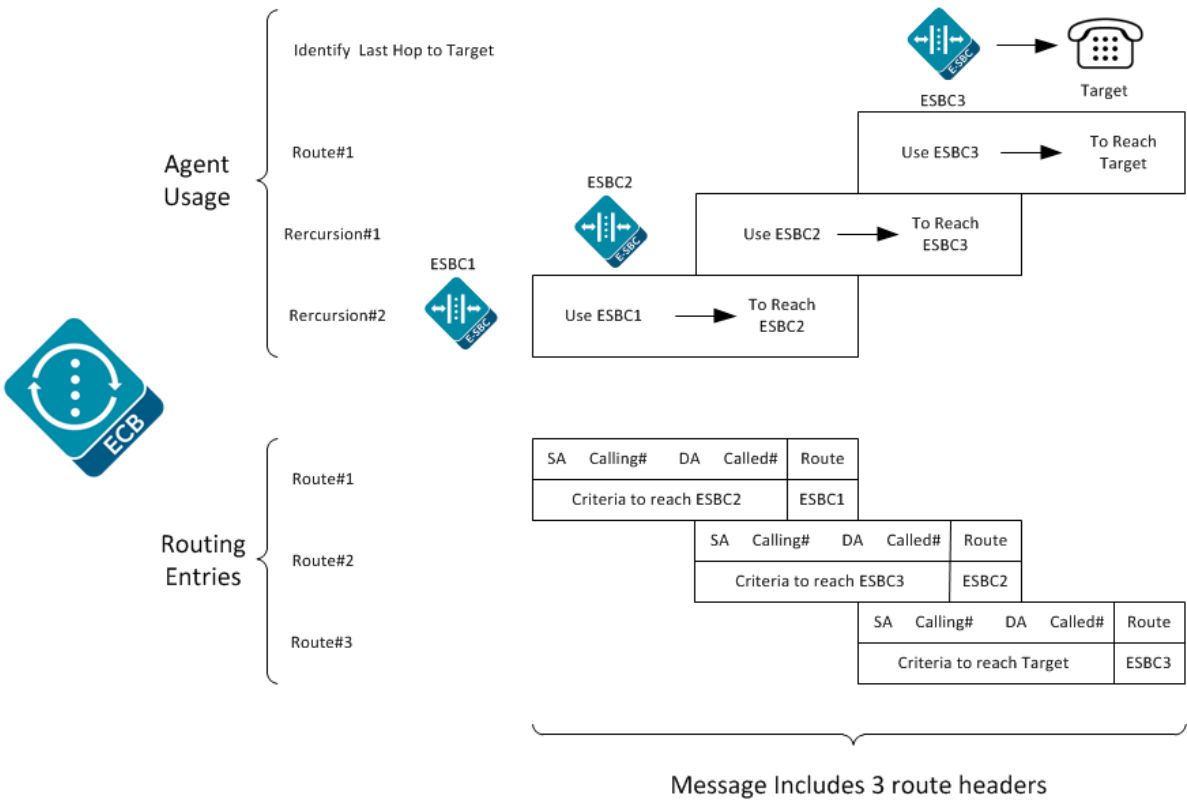 Identify Last Hop to Target
E-SBC
ESBC3
Target
Agent
Usage
Route#1
Use ESBC3
To Reach
Target
ESBC2
E-SBC
Rercursion#1
Use ESBC2
To Reach
ESBC3
ESBC1
E-SBC
Rercursion#2
Use ESBC1
To Reach
ESBC2
ECB
Routing
Entries
Route#1
SA Calling# DA Called# Route
Criteria to reach ESBC2 ESBC1
Route#2
SA Calling# DA Called# Route
Criteria to reach ESBC3 ESBC2
Route#3
SA Calling# DA Called# Route
Criteria to reach Target ESBC3
Message Includes 3 route headers